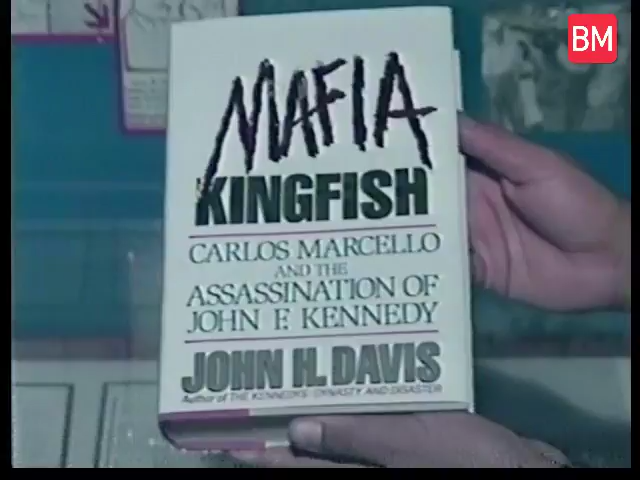 BM
MAFIA
KINGFISH
CARLOS MARCELLO
AND THE
ASSASSINATION OF
JOHN F. KENNEDY
JOHN H. DAVIS
Author of THE KENNEDYS: DYNASTY AND DISASTER